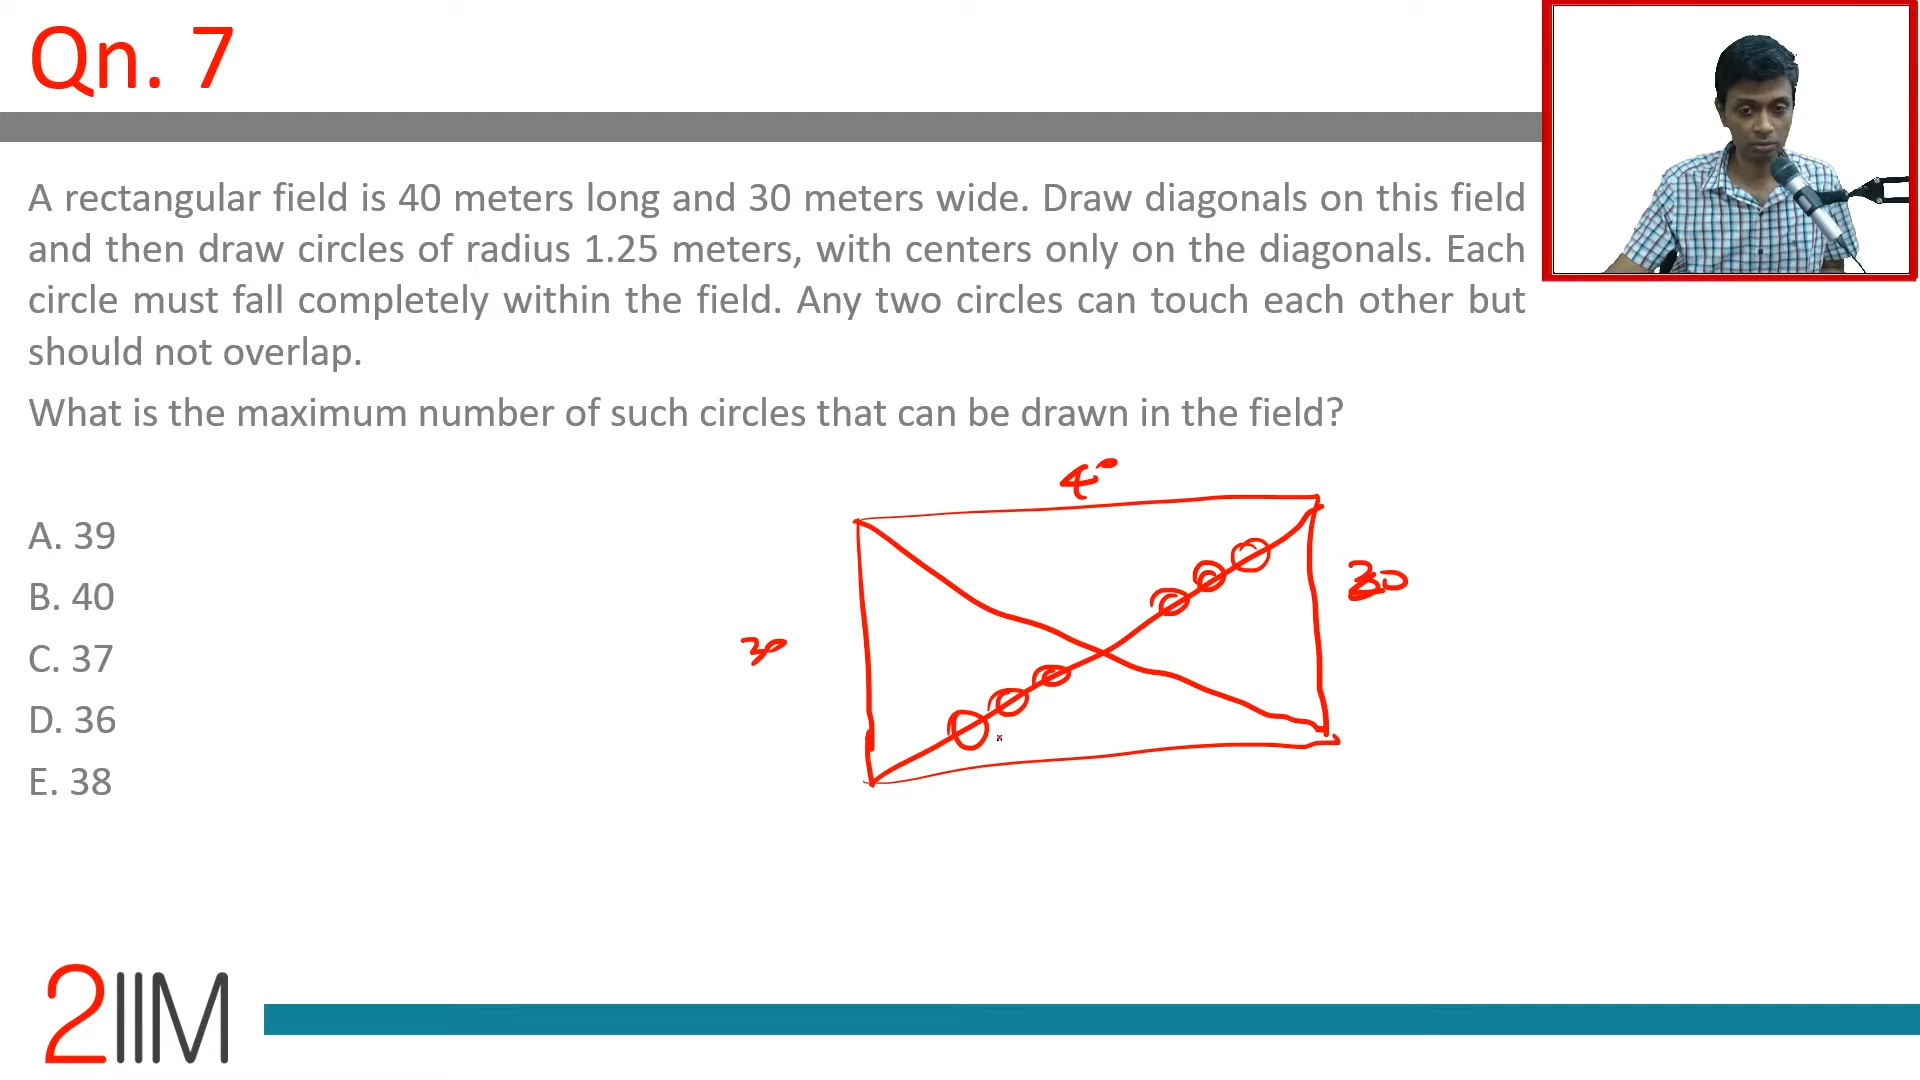 Qn. 7
A rectangular field is 40 meters long and 30 meters wide. Draw diagonals on this field
and then draw circles of radius 1.25 meters, with centers only on the diagonals. Each
circle must fall completely within the field. Any two circles can touch each other but
should not overlap.
What is the maximum number of such circles that can be drawn in the field?
40
A. 39
30
B. 40
30
C. 37
D. 36
E. 38
2IIM